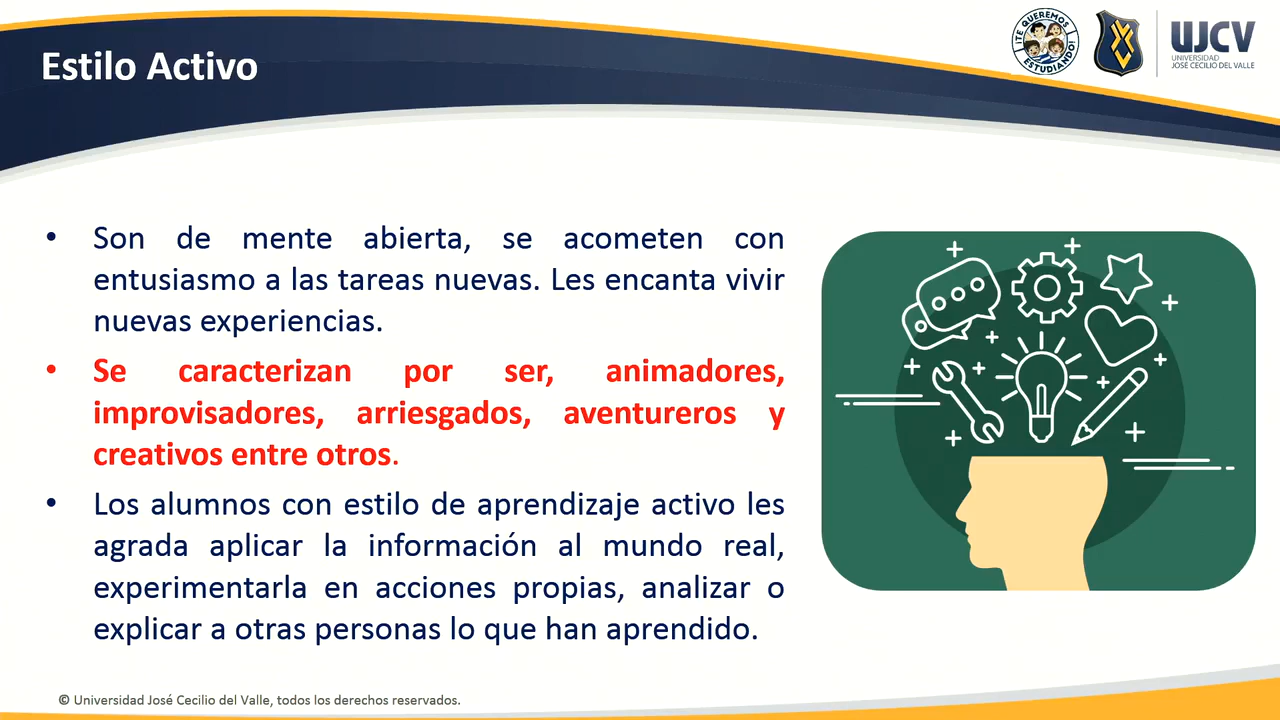 Estilo Activo
¡TE QUEREMOS
ESTUDIANDO!
UJCV
UNIVERSIDAD
JOSÉ CECILIO DEL VALLE
• Son de mente abierta, se acometen con
entusiasmo a las tareas nuevas. Les encanta vivir
nuevas experiencias.
• Se caracterizan por ser, animadores,
improvisadores, arriesgados, aventureros y
creativos entre otros.
• Los alumnos con estilo de aprendizaje activo les
agrada aplicar la información al mundo real,
experimentarla en acciones propias, analizar o
explicar a otras personas lo que han aprendido.
© Universidad José Cecilio del Valle, todos los derechos reservados.